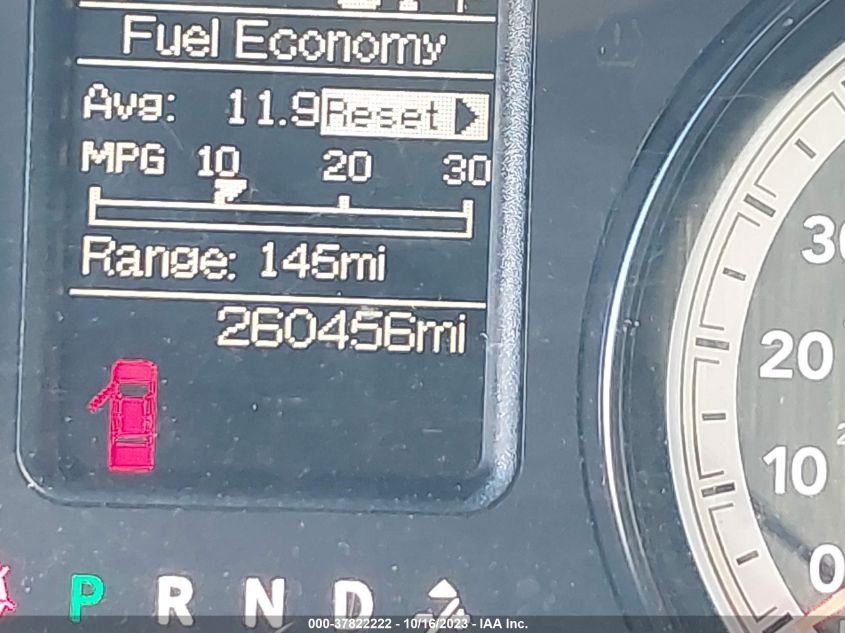 Fuel Economy
Avg: 11.9 Reset
MPG 10 20 30
Range: 145mi
260456mi
30
20
10
0
P R N D
000-37822222 - 10/16/2023 - IAA Inc.